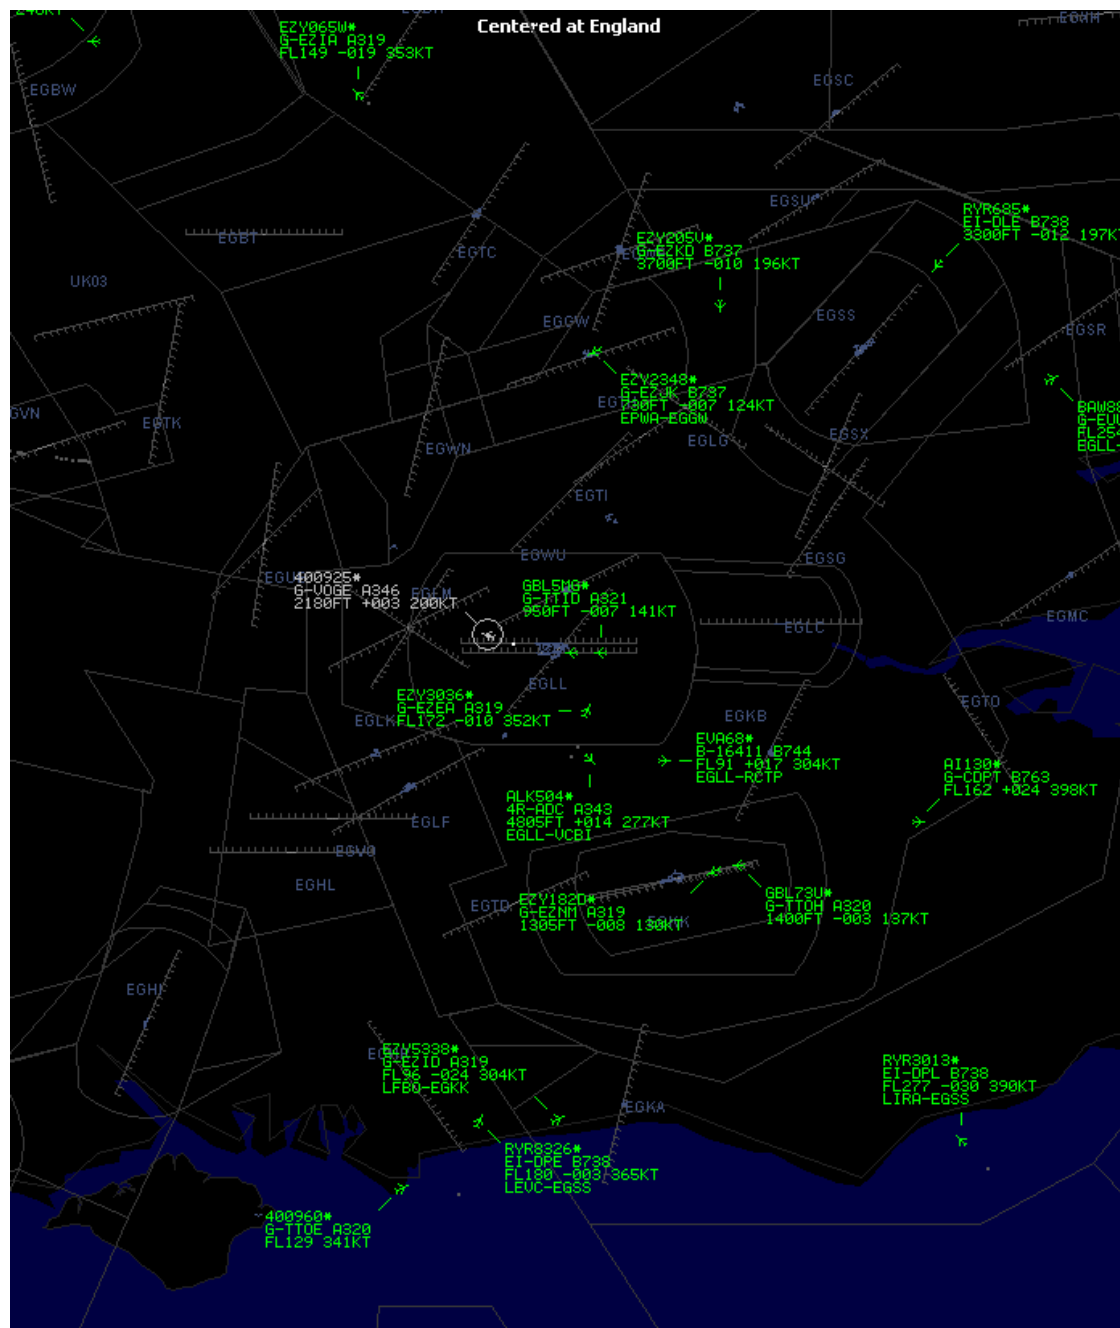 Centered at England
EZY065W*
G-EZIA A319
FL149 -019 353KT
EGBW
EGSC
EGSU
EGBT
EGTC
UK03
EZY205V*
G-EZKD B737
3700FT -010 196KT
RYR685*
EI-DLE B738
3300FT -012 197KT
EGGW
EGSS
EGSR
EZY2348*
G-EZJK B737
730FT -007 124KT
EPWA-EGGW
GVN
EGTK
EGWN
EGLG
EGSX
EGTI
EGWU
EGSG
400925*
G-VOGE A346
2180FT +003 200KT
GBL5MG*
G-TTID A321
950FT -007 141KT
EGLC
EGMC
EGLL
EZY3036*
G-EZEA A319
FL172 -010 352KT
EGLK
EGKB
EGTO
EVA68*
B-16411 B744
FL91 +017 304KT
EGLL-RCTP
AI130*
G-CDPT B763
FL162 +024 398KT
ALK504*
4R-ADC A343
4805FT +014 277KT
EGLL-VCBI
EGLF
EGVO
EGHL
EGTD
EZY182D*
G-EZNM A319
1305FT -008 130KT
GBL73U*
G-TTOH A320
1400FT -003 137KT
EGHI
EZY5338*
G-EZID A319
FL96 -024 304KT
LFBO-EGKK
EGKA
RYR3013*
EI-DPL B738
FL277 -030 390KT
LIRA-EGSS
RYR8326*
EI-DPE B738
FL180 -003 365KT
LEVC-EGSS
400960*
G-TTOE A320
FL129 341KT